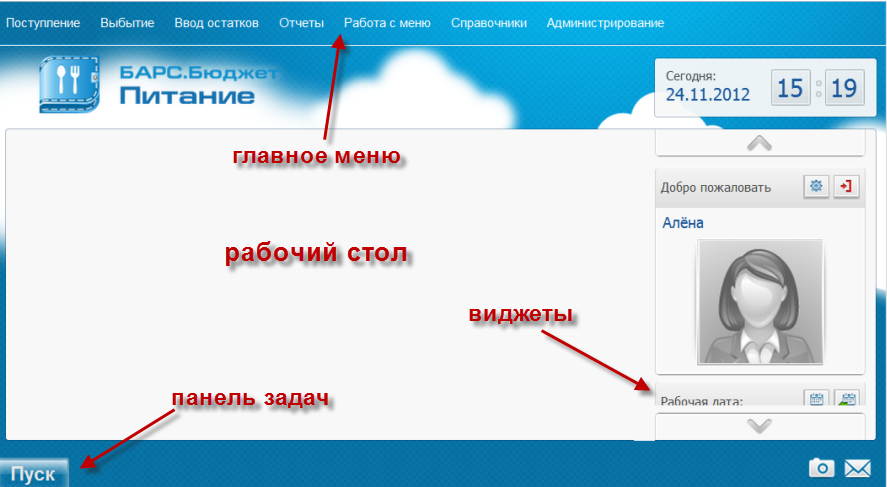 Поступление Выбытие Ввод остатков Отчеты Работа с меню Справочники Администрирование
БАРС.Бюджет
Питание
Сегодня:
24.11.2012
15 : 19
главное меню
Добро пожаловать
Алёна
рабочий стол
виджеты
панель задач
Рабочая дата:
Пуск